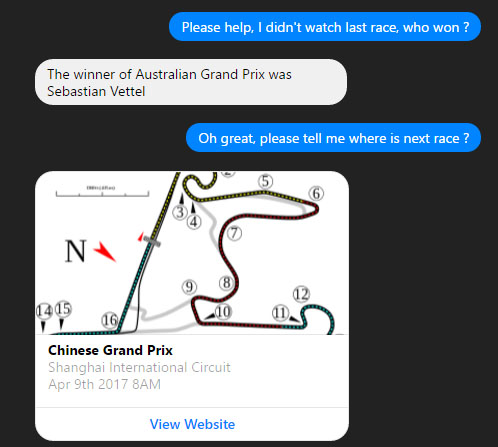 Please help, I didn't watch last race, who won ?
The winner of Australian Grand Prix was
Sebastian Vettel
Oh great, please tell me where is next race ?
5
6
3
4
7
N
8
9
12
14 15
16
10
11
Chinese Grand Prix
Shanghai International Circuit
Apr 9th 2017 8AM
View Website